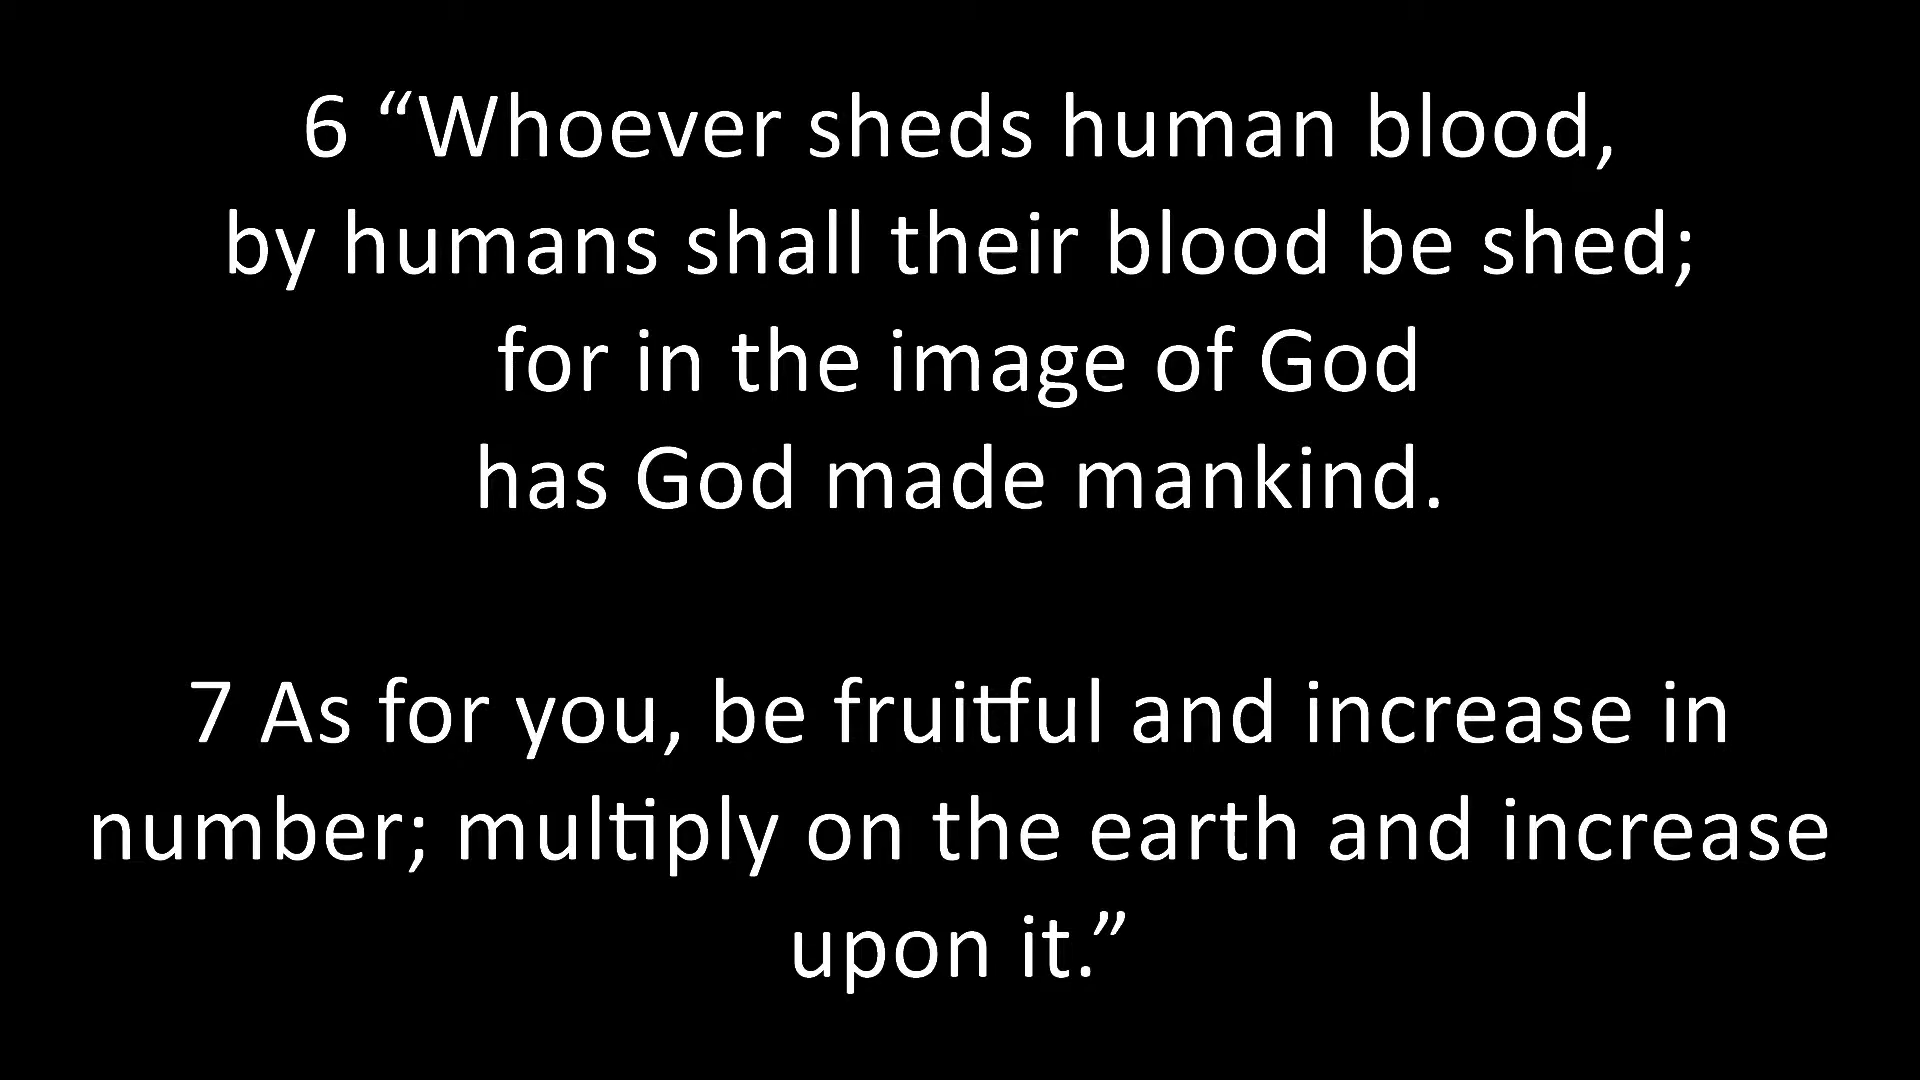 6 “Whoever sheds human blood,
by humans shall their blood be shed;
for in the image of God
has God made mankind.
7 As for you, be fruitful and increase in
number; multiply on the earth and increase
upon it.”